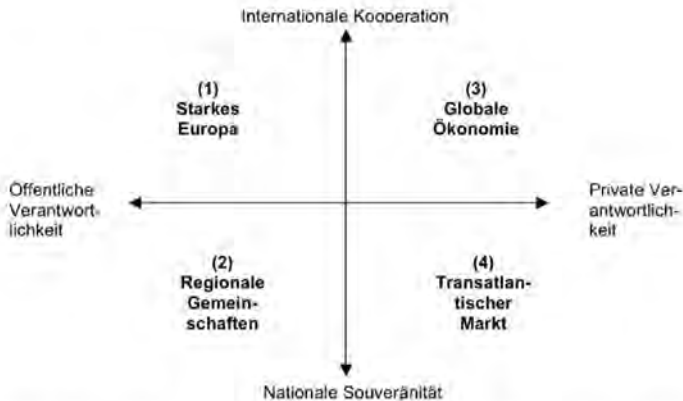 Internationale Kooperation
(1)
Starkes
Europa
(3)
Globale
Ökonomie
Öffentliche
Verantwort-
lichkeit
Private Ver-
antwortlich-
keit
(2)
Regionale
Gemein-
schaften
(4)
Transatlan-
tischer
Markt
Nationale Souveränität